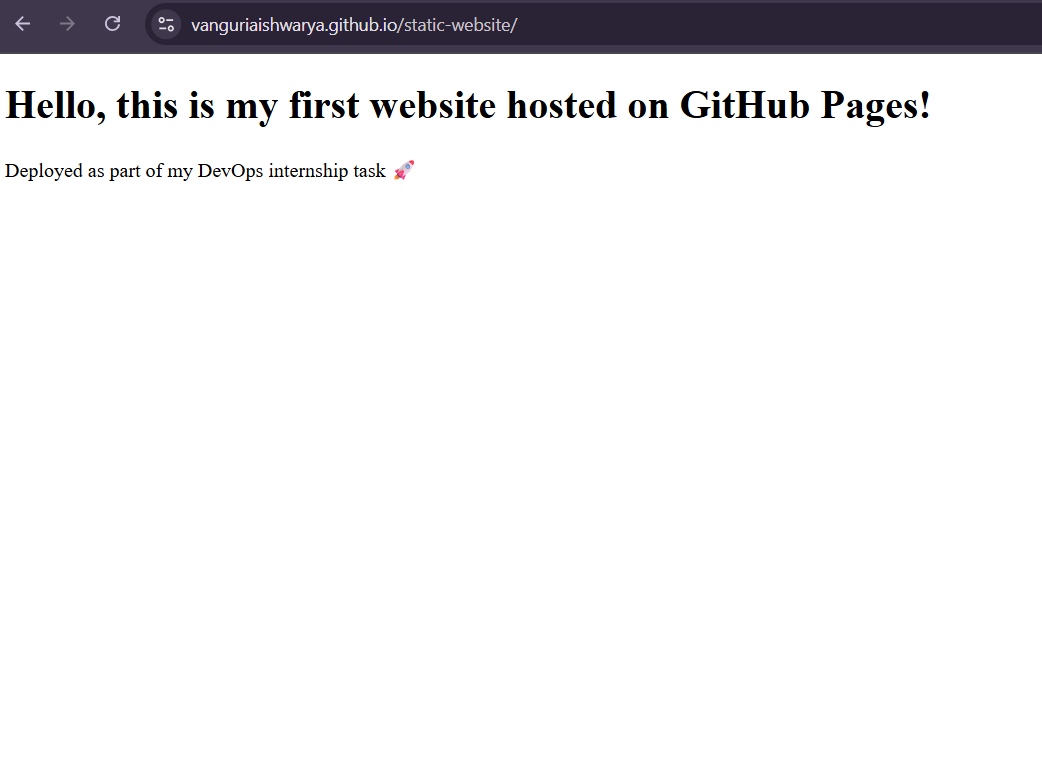 vanguriaishwarya.github.io/static-website/
Hello, this is my first website hosted on GitHub Pages!
Deployed as part of my DevOps internship task 🚀